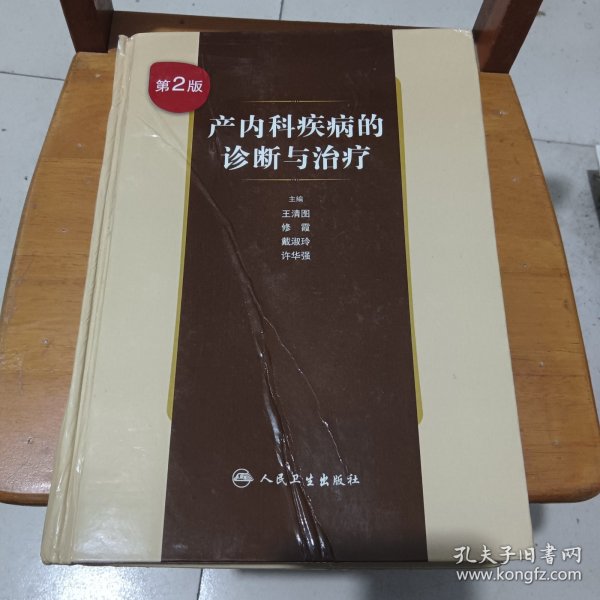 第2版
产内科疾病的
诊断与治疗
主编
王清图
修 霞
戴淑玲
许华强
人民卫生出版社
孔夫子旧书网
www.kongfz.com